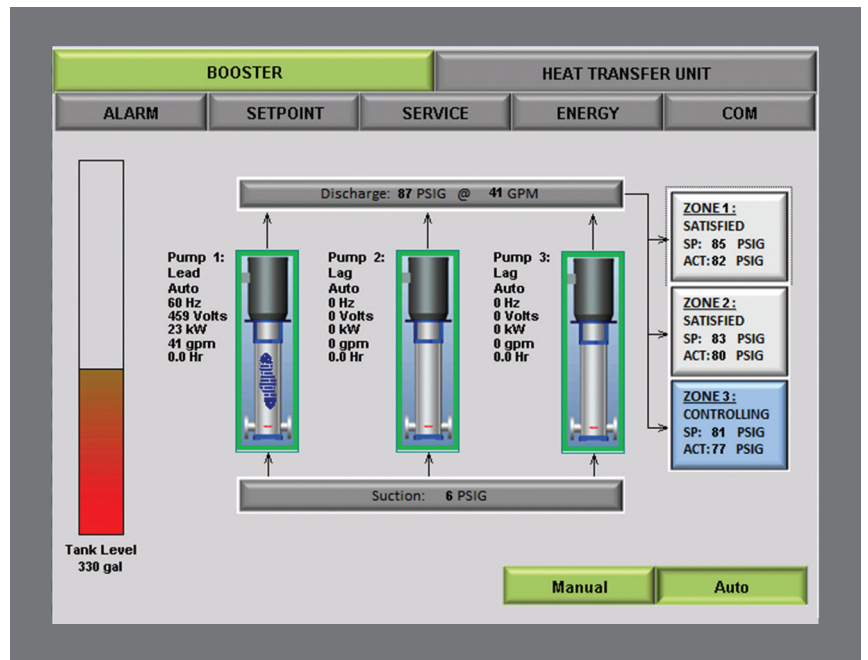 BOOSTER
HEAT TRANSFER UNIT
ALARM
SETPOINT
SERVICE
ENERGY
COM
Discharge: 87 PSIG @ 41 GPM
Pump 1:
Lead
Auto
60 Hz
459 Volts
23 kW
41 gpm
0.0 Hr
Pump 2:
Lag
Auto
0 Hz
0 Volts
0 kW
0 gpm
0.0 Hr
Pump 3:
Lag
Auto
0 Hz
0 Volts
0 kW
0 gpm
0.0 Hr
ZONE 1:
SATISFIED
SP: 85 PSIG
ACT: 82 PSIG
ZONE 2:
SATISFIED
SP: 83 PSIG
ACT: 80 PSIG
ZONE 3:
CONTROLLING
SP: 81 PSIG
ACT: 77 PSIG
Suction: 6 PSIG
Tank Level
330 gal
Manual
Auto